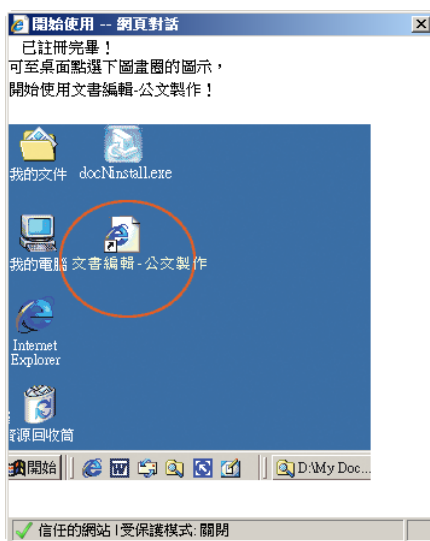 開始使用 -- 網頁對話
已註冊完畢！
可至桌面點選下圖畫圈的圖示，
開始使用文書編輯-公文製作！
我的文件 docNinstall.exe
我的電腦 文書編輯-公文製作
Internet
Explorer
資源回收筒
開始 D:\My Doc...
信任的網站 | 受保護模式: 關閉